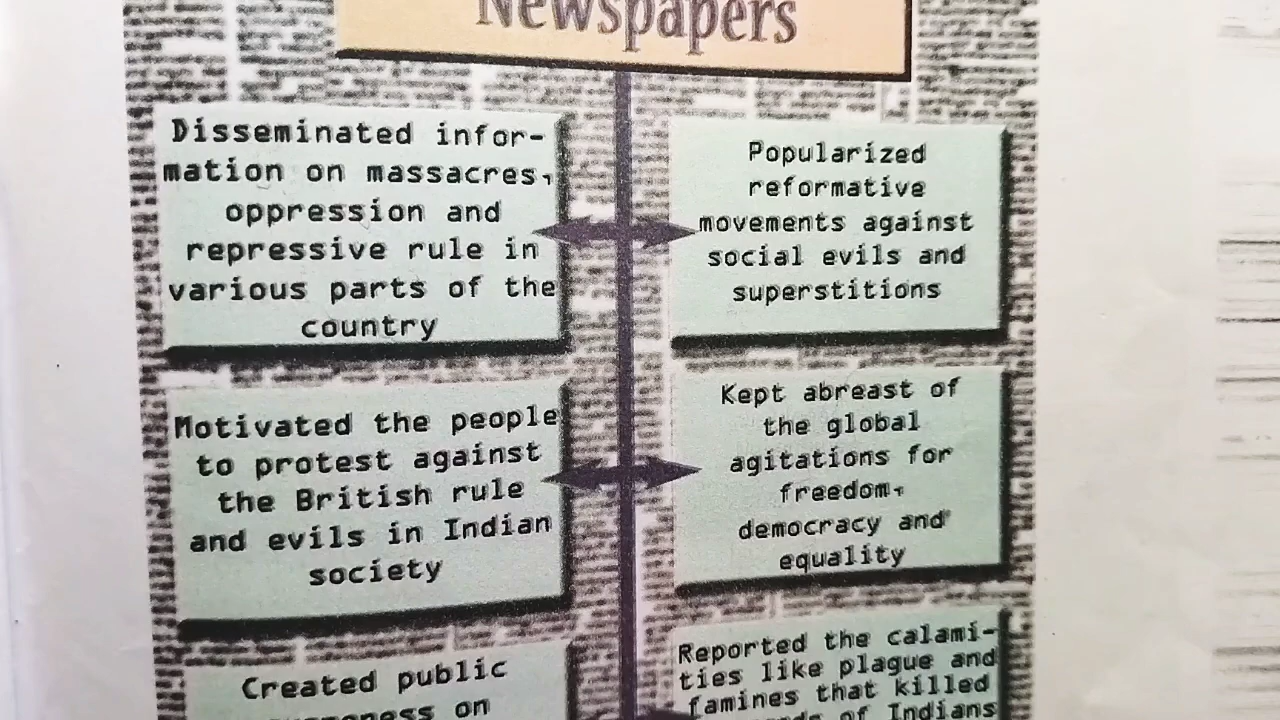 Newspapers
Disseminated infor-
mation on massacres,
oppression and
repressive rule in
various parts of the
country
Popularized
reformative
movements against
social evils and
superstitions
Motivated the people
to protest against
the British rule
and evils in Indian
society
Kept abreast of
the global
agitations for
freedom,
democracy and
equality
Created public
on
Reported the calami-
ties like plague and
famines that killed
of Indians